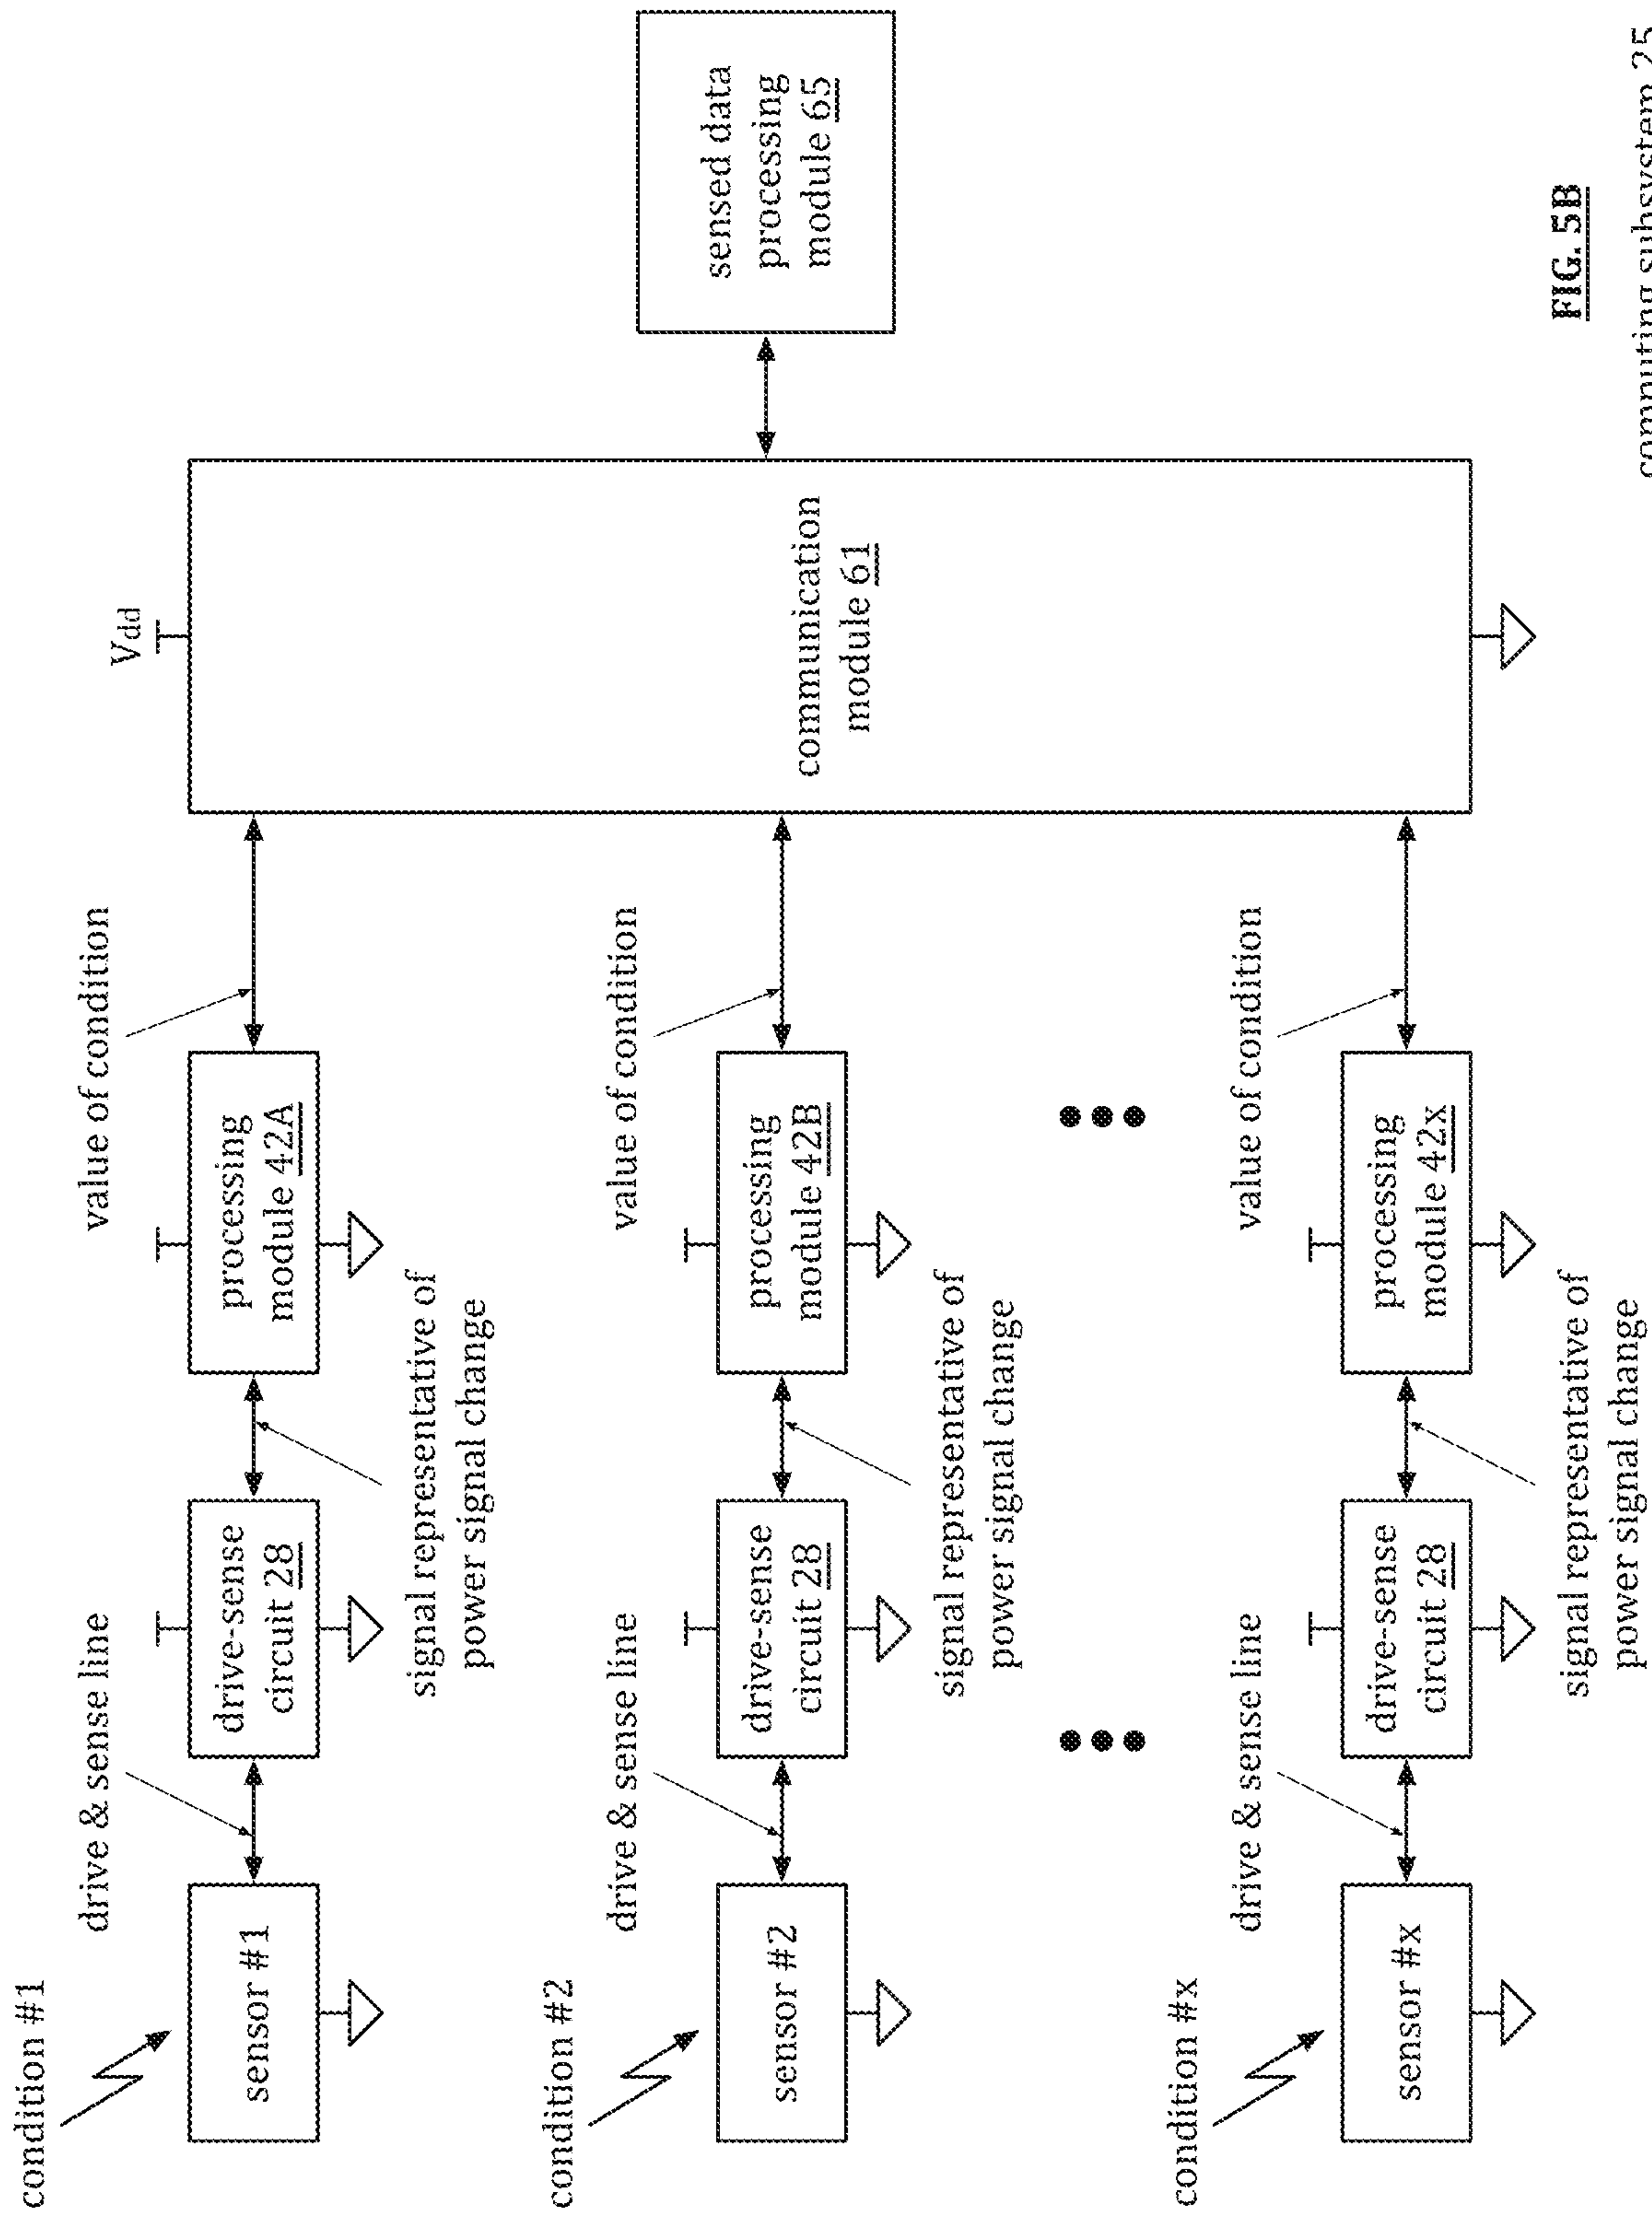 condition #1
drive & sense line
value of condition
Vdd
sensor #1
drive-sense
circuit 28
processing
module 42A
signal representative of
power signal change
condition #2
drive & sense line
value of condition
sensor #2
drive-sense
circuit 28
processing
module 42B
signal representative of
power signal change
communication
module 61
sensed data
processing
module 65
condition #x
drive & sense line
value of condition
sensor #x
drive-sense
circuit 28
processing
module 42x
signal representative of
power signal change
FIG. 5B
computing subsystem 25